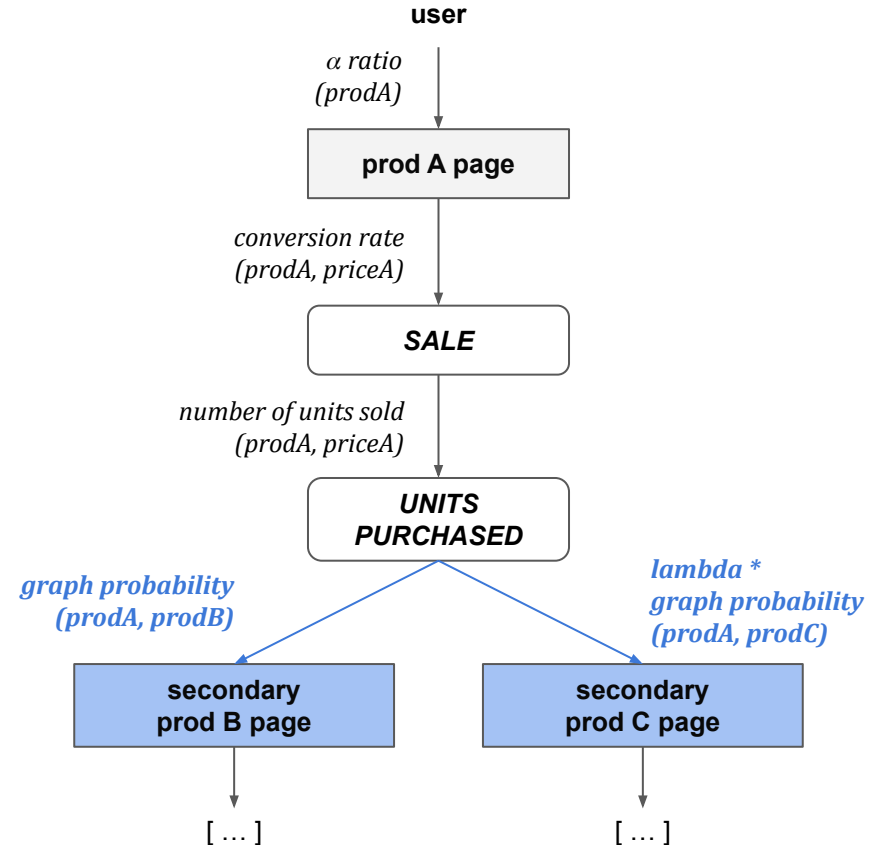 user
α ratio
(prodA)
prod A page
conversion rate
(prodA, priceA)
SALE
number of units sold
(prodA, priceA)
UNITS
PURCHASED
graph probability
(prodA, prodB)
lambda *
graph probability
(prodA, prodC)
secondary
prod B page
secondary
prod C page
[ ... ]
[ ... ]